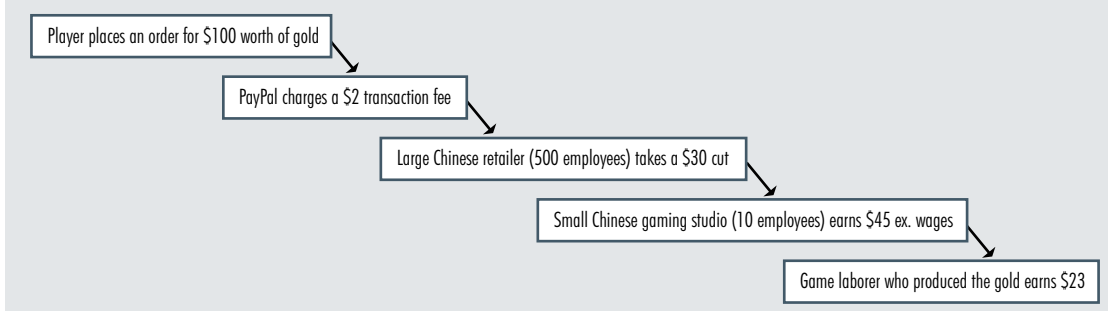 Player places an order for $100 worth of gold
PayPal charges a $2 transaction fee
Large Chinese retailer (500 employees) takes a $30 cut
Small Chinese gaming studio (10 employees) earns $45 ex. wages
Game laborer who produced the gold earns $23